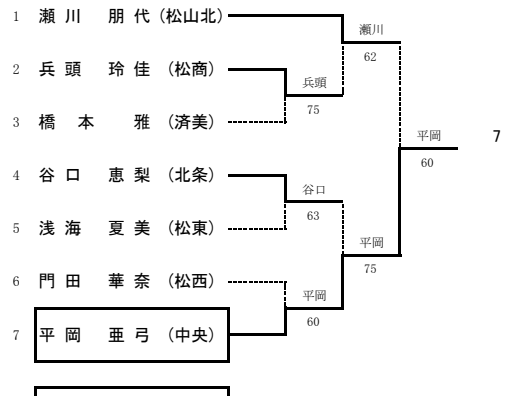 1 瀬川 朋代（松山北）
瀬川
62
2 兵頭 玲佳（松商）
兵頭
75
3 橋本 雅（済美）
平岡
60
7
4 谷口 恵梨（北条）
谷口
63
5 浅海 夏美（松東）
平岡
75
6 門田 華奈（松西）
平岡
60
7 平岡 亜弓（中央）